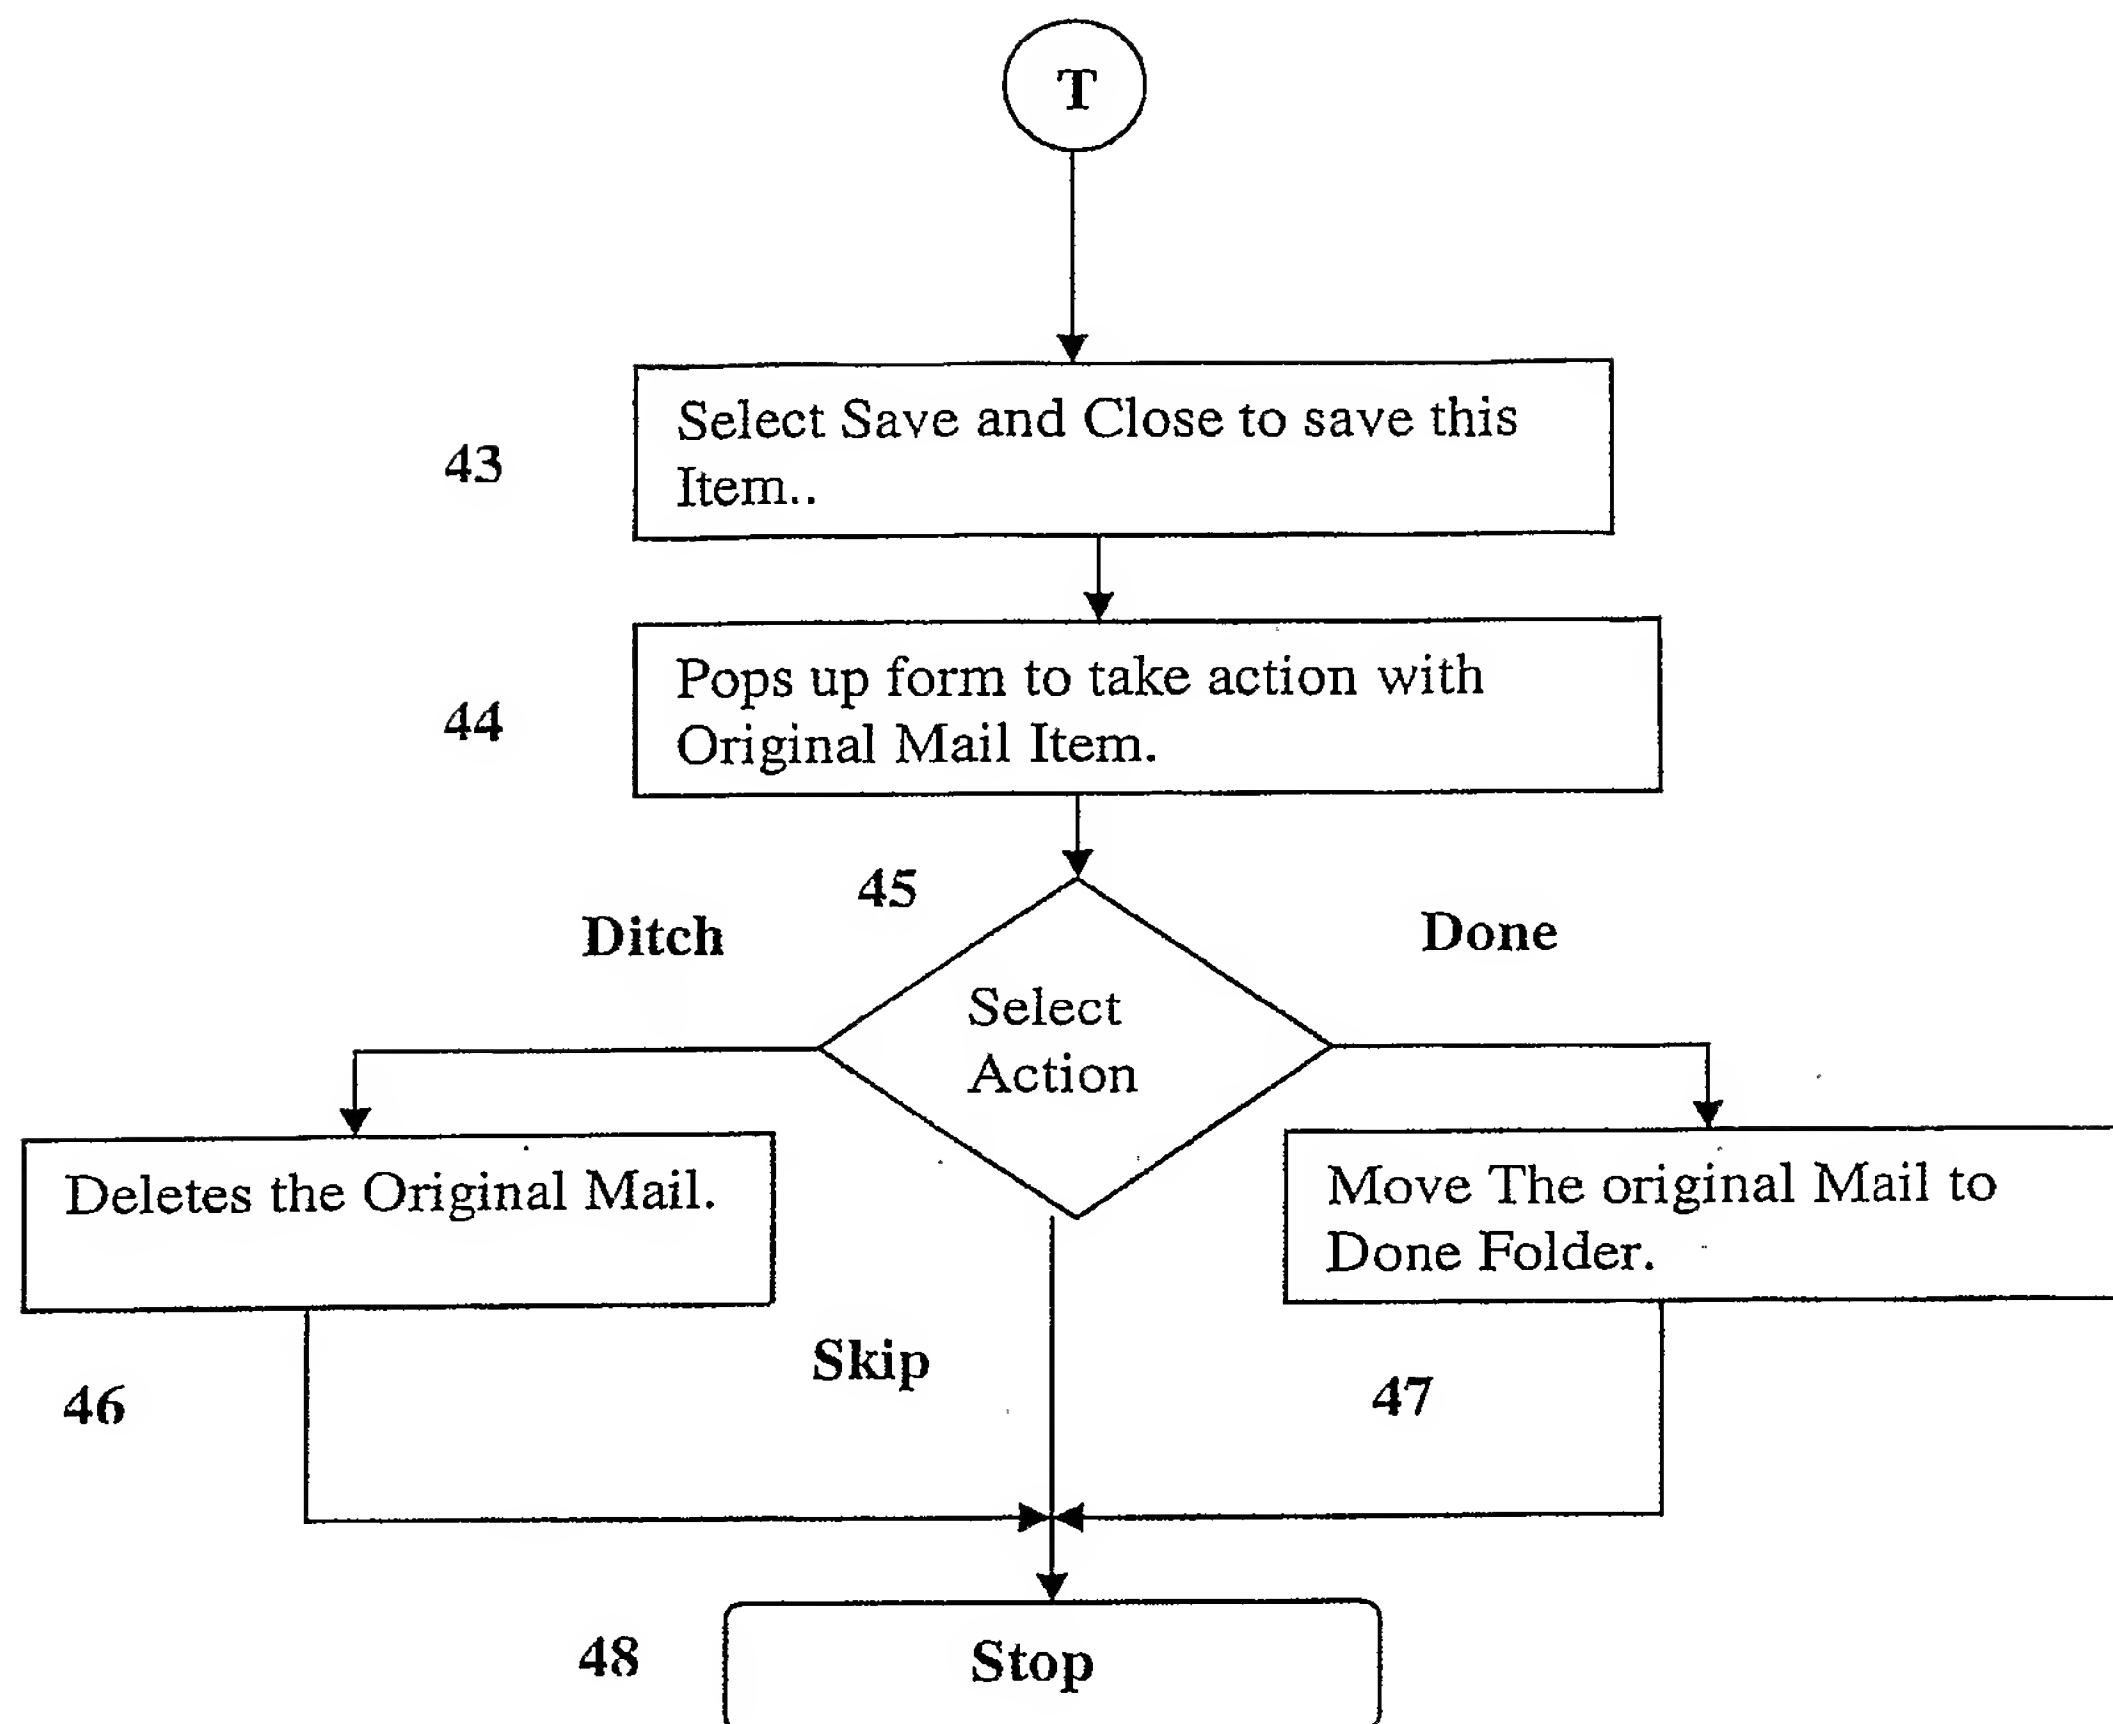 T
43
Select Save and Close to save this
Item..
44
Pops up form to take action with
Original Mail Item.
45
Ditch
Done
Select
Action
Deletes the Original Mail.
Move The original Mail to
Done Folder.
Skip
46
47
48
Stop